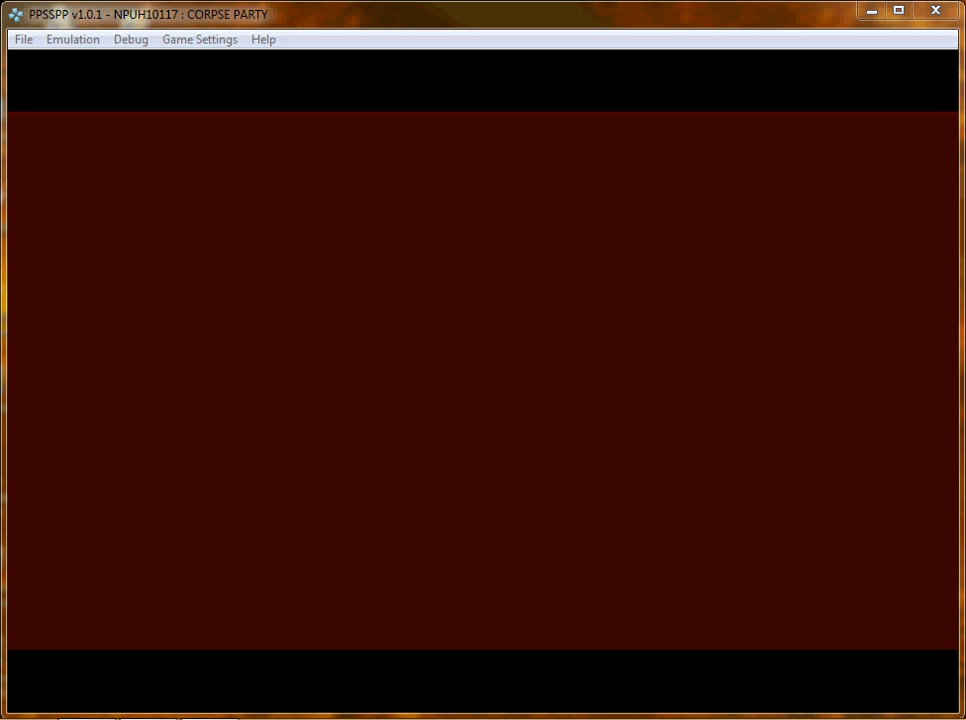 PPSSPP v1.0.1 - NPUH10117 : CORPSE PARTY
File Emulation Debug Game Settings Help